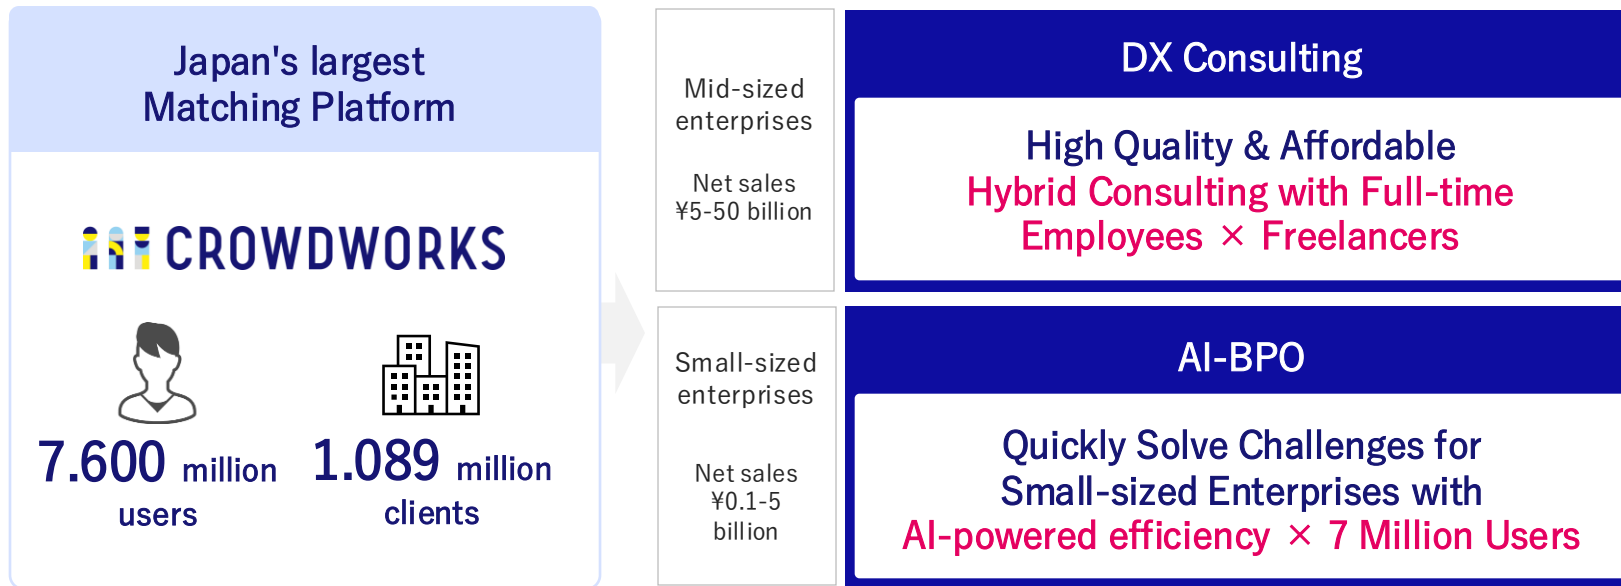 Japan's largest
Matching Platform
CROWDWORKS
7.600 million
users
1.089 million
clients
Mid-sized
enterprises
Net sales
¥5-50 billion
DX Consulting
High Quality & Affordable
Hybrid Consulting with Full-time
Employees × Freelancers
Small-sized
enterprises
Net sales
¥0.1-5
billion
AI-BPO
Quickly Solve Challenges for
Small-sized Enterprises with
AI-powered efficiency × 7 Million Users